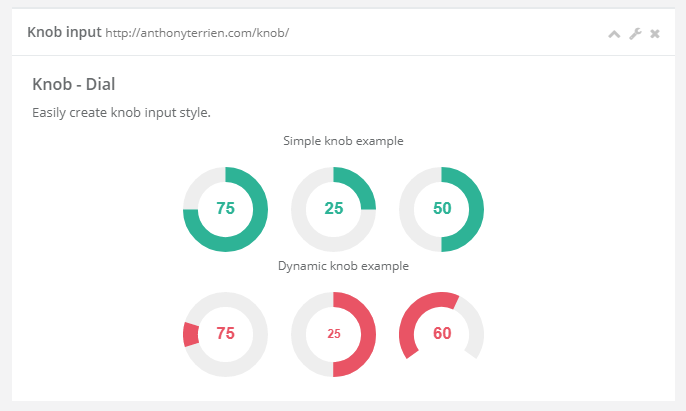 Knob input http://anthonyterrien.com/knob/
Knob - Dial
Easily create knob input style.
Simple knob example
75 25 50
Dynamic knob example
75 25 60